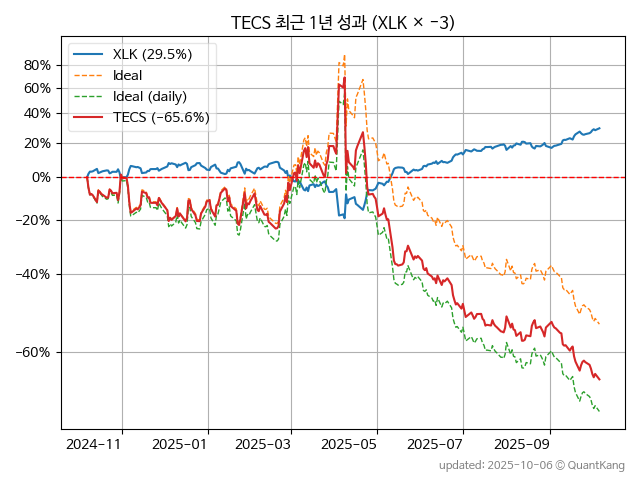 TECS 최근 1년 성과 (XLK × −3)
XLK (29.5%)
Ideal
Ideal (daily)
TECS (−65.6%)
80%
60%
40%
20%
0%
−20%
−40%
−60%
2024-11 2025-01 2025-03 2025-05 2025-07 2025-09
updated: 2025-10-06 © QuantKang